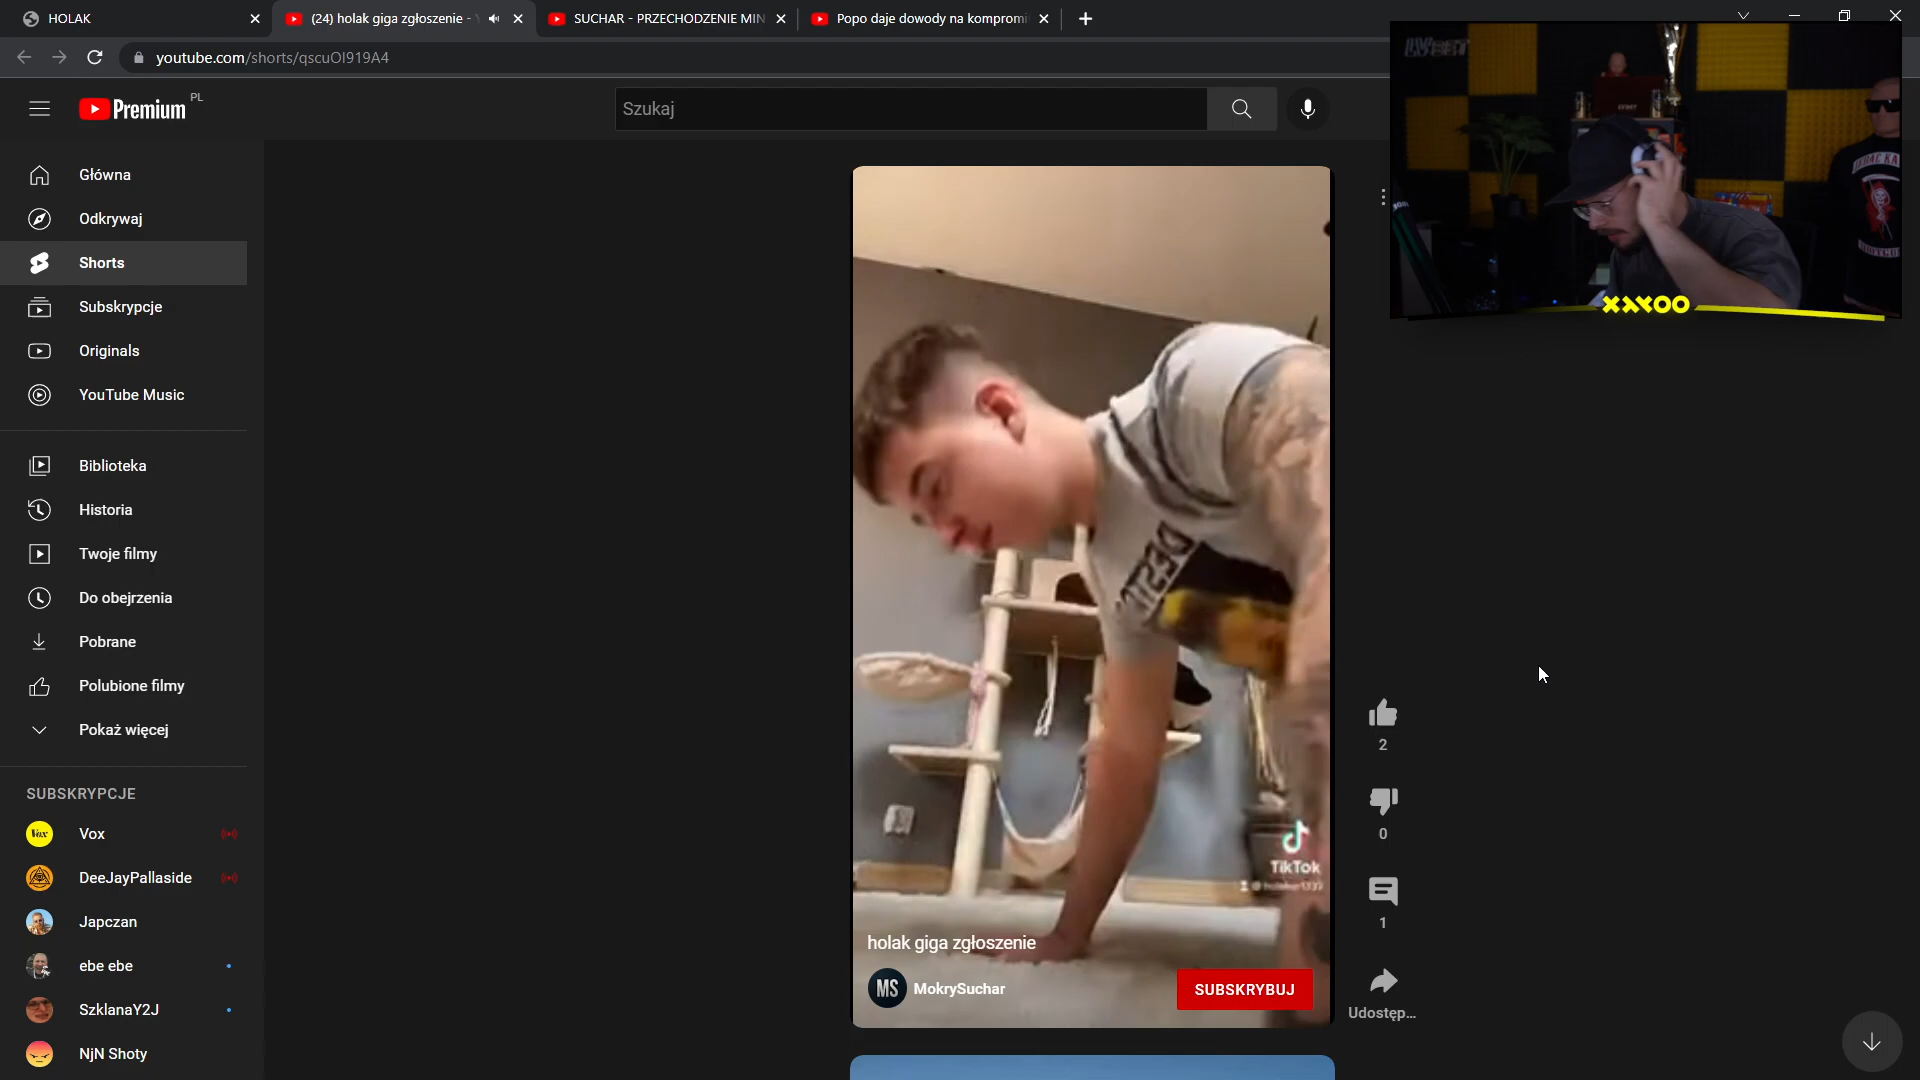 HOLAK
(24) holak giga zgłoszenie -
SUCHAR - PRZECHODZENIE MIN
Popo daje dowody na kompromi
youtube.com/shorts/qscuOI919A4
Premium PL
Szukaj
LVBET
XAYOO
Główna
Odkrywaj
Shorts
Subskrypcje
Originals
YouTube Music
Biblioteka
Historia
Twoje filmy
Do obejrzenia
Pobrane
Polubione filmy
Pokaż więcej
SUBSKRYPCJE
Vox
DeeJayPallaside
Japczan
ebe ebe
SzklanaY2J
NjN Shoty
TikTok
holak giga zgłoszenie
MS
MokrySuchar
SUBSKRYBUJ
2
0
1
Udostęp...